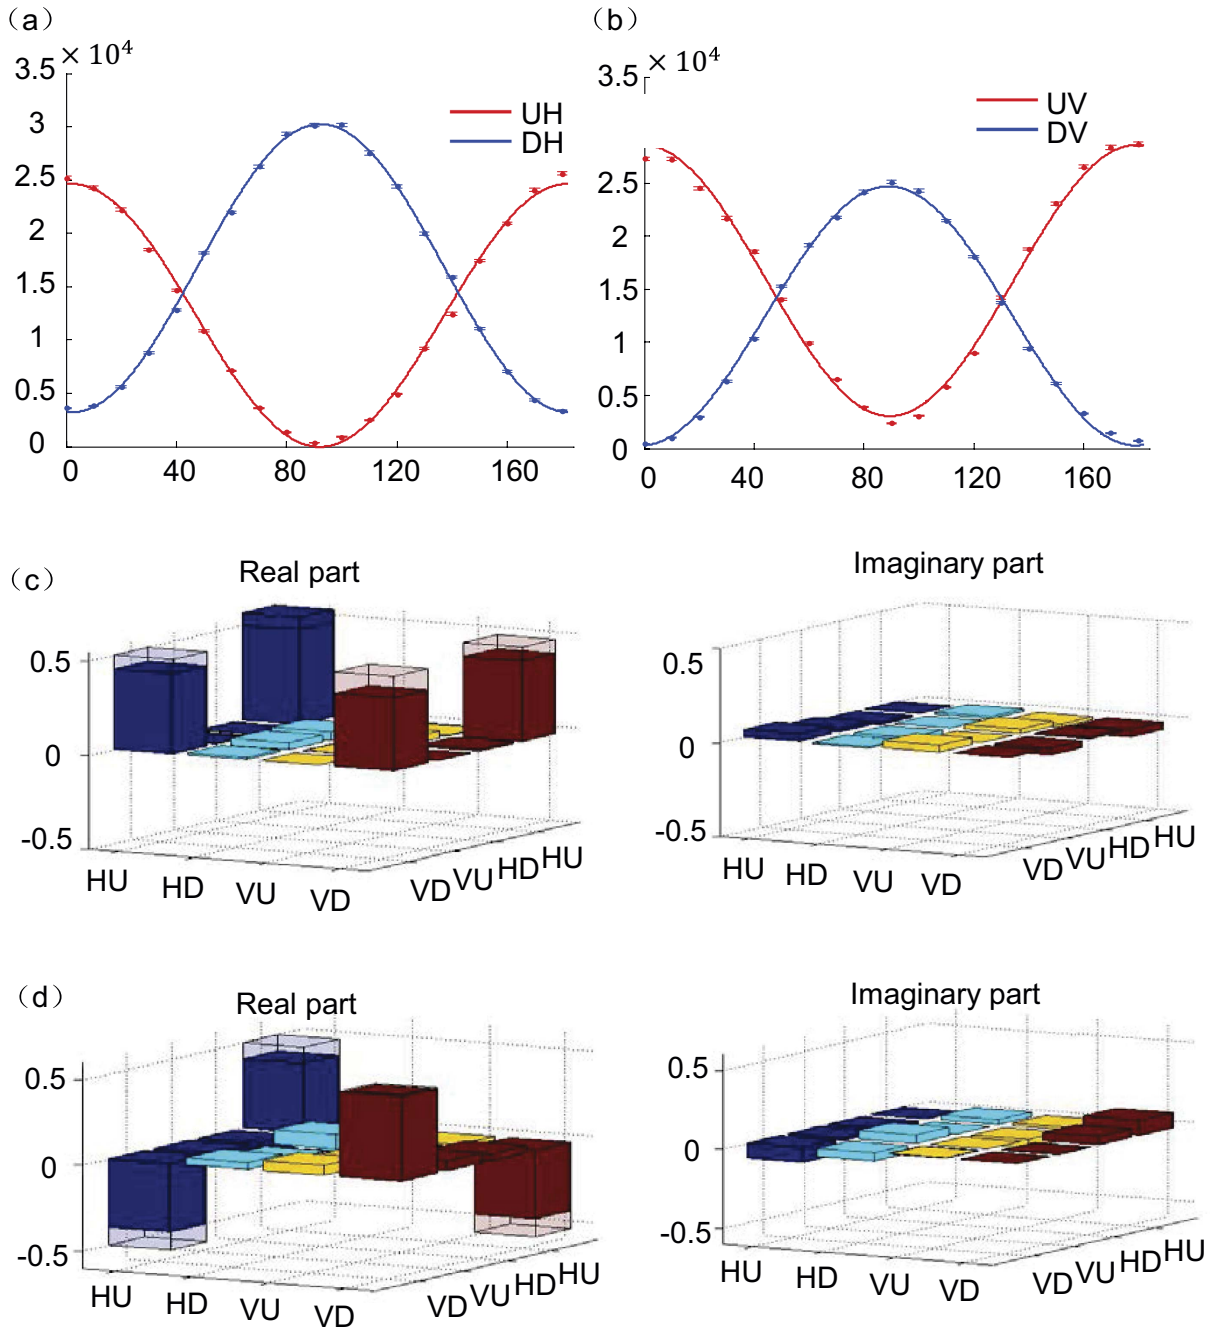 （a）
× 10⁴
3.5
3
2.5
2
1.5
1
0.5
0
0 40 80 120 160
UH
DH
（b）
× 10⁴
3.5
3
2.5
2
1.5
1
0.5
0
0 40 80 120 160
UV
DV
（c）
Real part
0.5
0
-0.5
HU HD VU VD
VD VU HD HU
Imaginary part
0.5
0
-0.5
HU HD VU VD
VD VU HD HU
（d）
Real part
0.5
0
-0.5
HU HD VU VD
VD VU HD HU
Imaginary part
0.5
0
-0.5
HU HD VU VD
VD VU HD HU